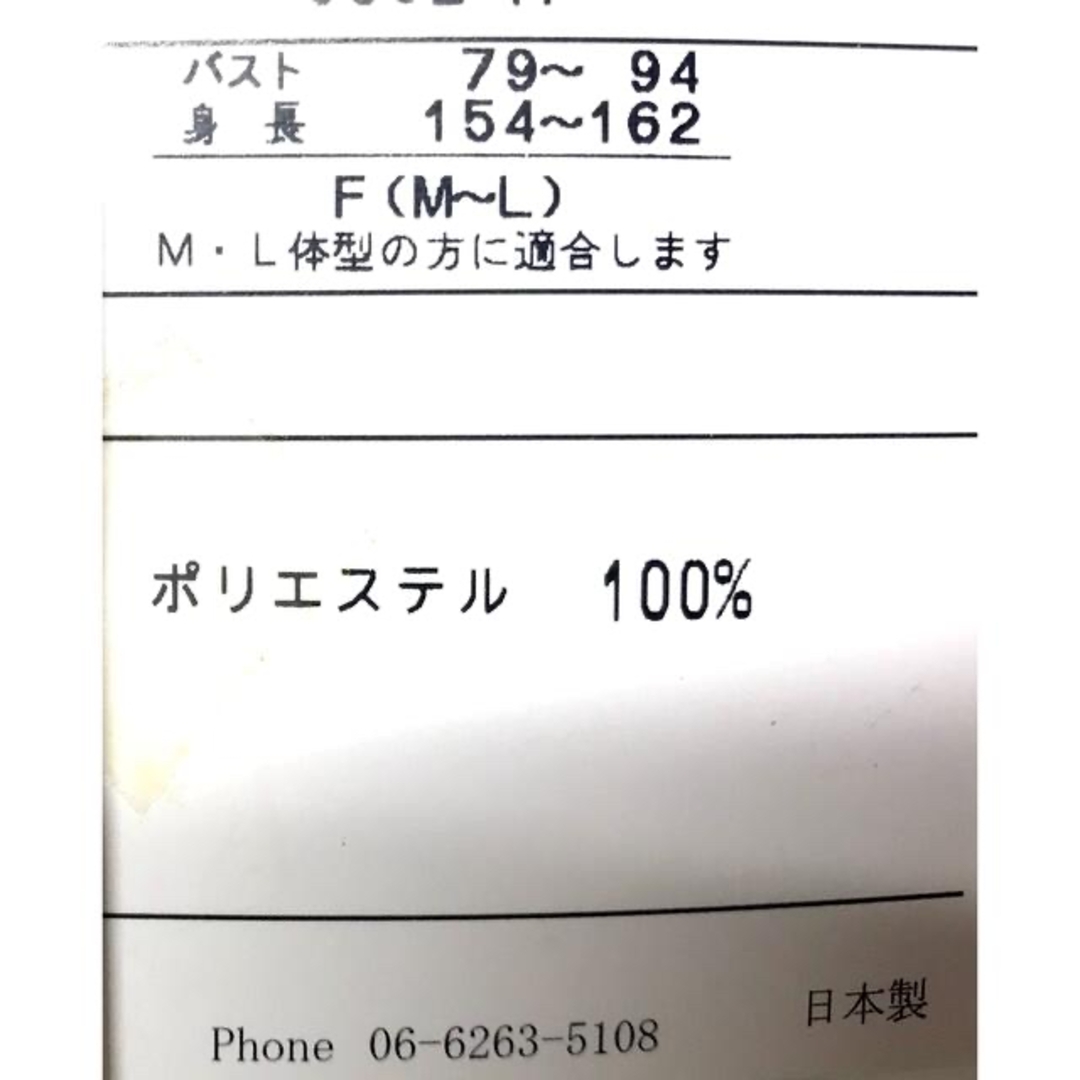 バスト 79～ 94
身 長 154～162
F（M～L）
M・L体型の方に適合します
ポリエステル 100%
日本製
Phone 06-6263-5108